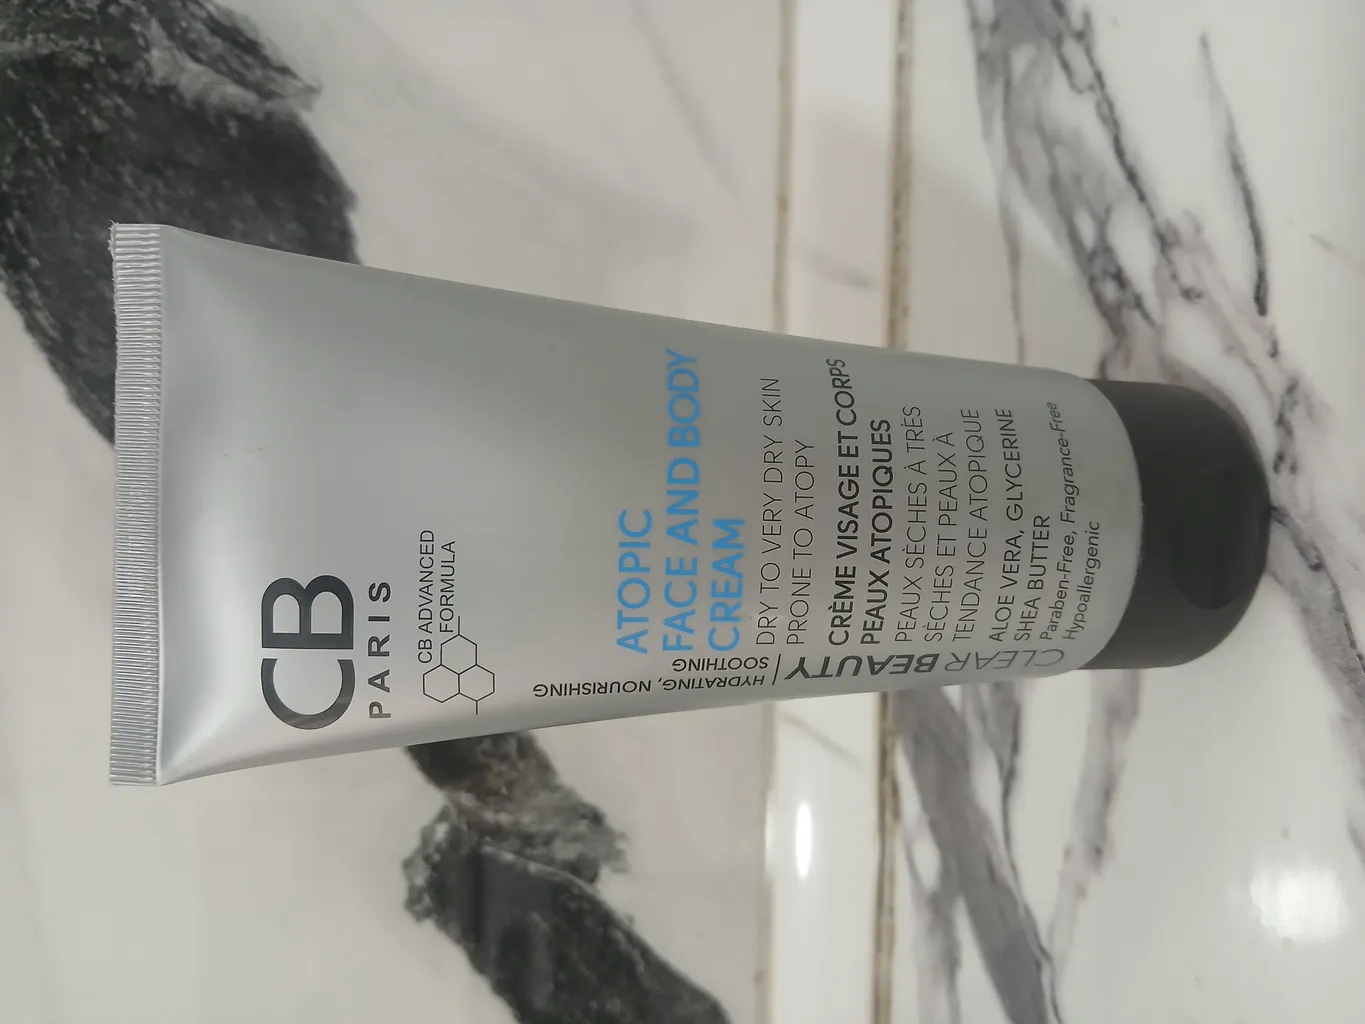 CB
PARIS
CB ADVANCED
FORMULA
ATOPIC
FACE AND BODY
CREAM
DRY TO VERY DRY SKIN
PRONE TO ATOPY
CRÈME VISAGE ET CORPS
PEAUX ATOPIQUES
PEAUX SÈCHES À TRÈS
SÈCHES ET PEAUX À
TENDANCE ATOPIQUE
ALOE VERA, GLYCERINE
SHEA BUTTER
Paraben-Free, Fragrance-Free
Hypoallergenic
CLEAR BEAUTY
HYDRATING, NOURISHING
SOOTHING